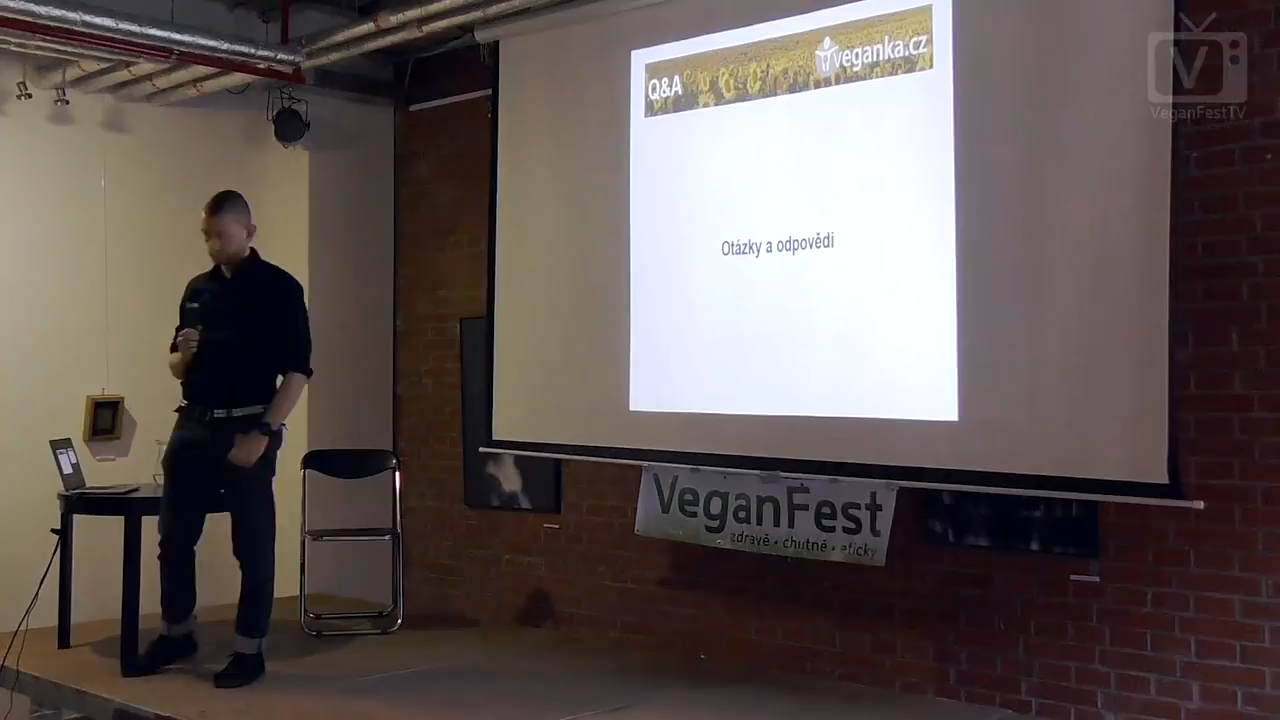 Q&A
veganka.cz
Otázky a odpovědi
V
VeganFestTV
VeganFest
zdravě • chutně • eticky